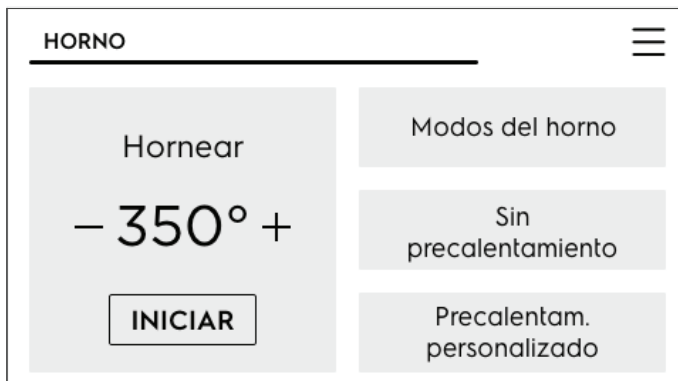 HORNO
Hornear
− 350° +
INICIAR
Modos del horno
Sin
precalentamiento
Precalentam.
personalizado